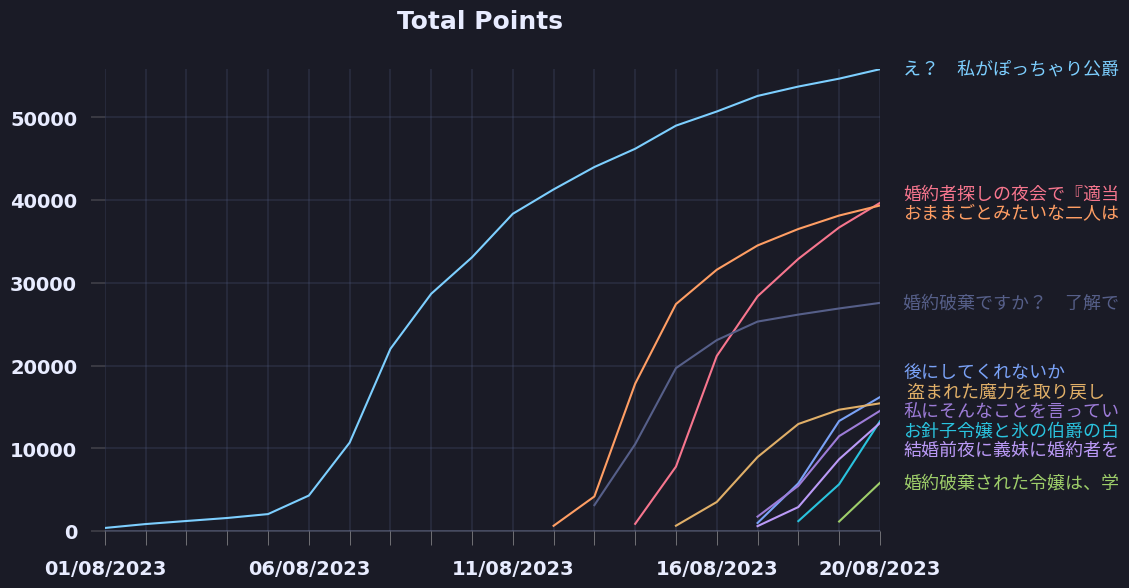 Total Points
え？　私がぽっちゃり公爵
50000
40000
婚約者探しの夜会で『適当
おままごとみたいな二人は
30000
婚約破棄ですか？　了解で
20000
後にしてくれないか
盗まれた魔力を取り戻し
私にそんなことを言ってい
お針子令嬢と氷の伯爵の白
10000
結婚前夜に義妹に婚約者を
婚約破棄された令嬢は、学
0
01/08/2023 06/08/2023 11/08/2023 16/08/2023 20/08/2023